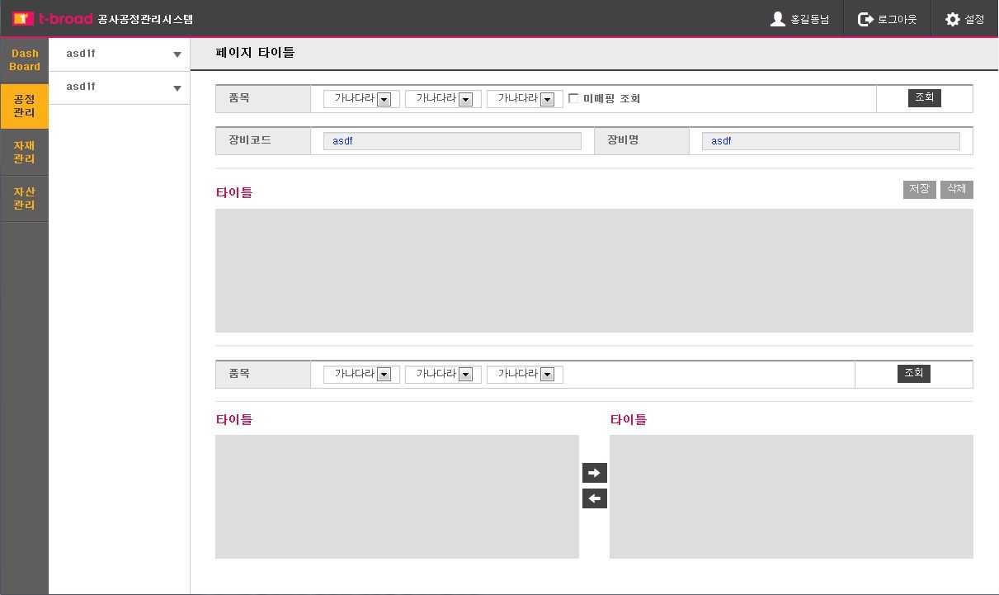 t-broad 공사공정관리시스템
홍길동님
로그아웃
설정
Dash
Board
공정
관리
자재
관리
자산
관리
asd1f
asd1f
페이지 타이틀
품목 가나다라 가나다라 가나다라 미매핑 조회 조회
장비코드 asdf 장비명 asdf
타이틀 저장 삭제
품목 가나다라 가나다라 가나다라 조회
타이틀 타이틀